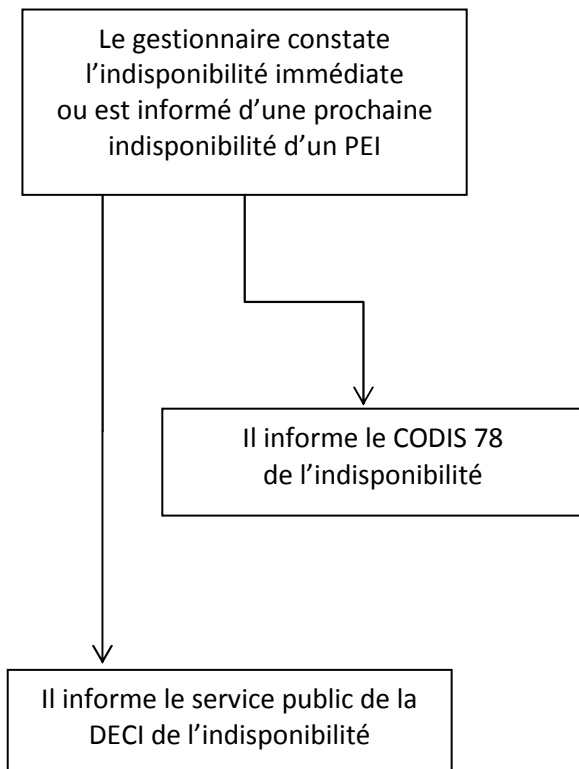 Le gestionnaire constate
l’indisponibilité immédiate
ou est informé d’une prochaine
indisponibilité d’un PEI
Il informe le CODIS 78
de l’indisponibilité
Il informe le service public de la
DECI de l’indisponibilité